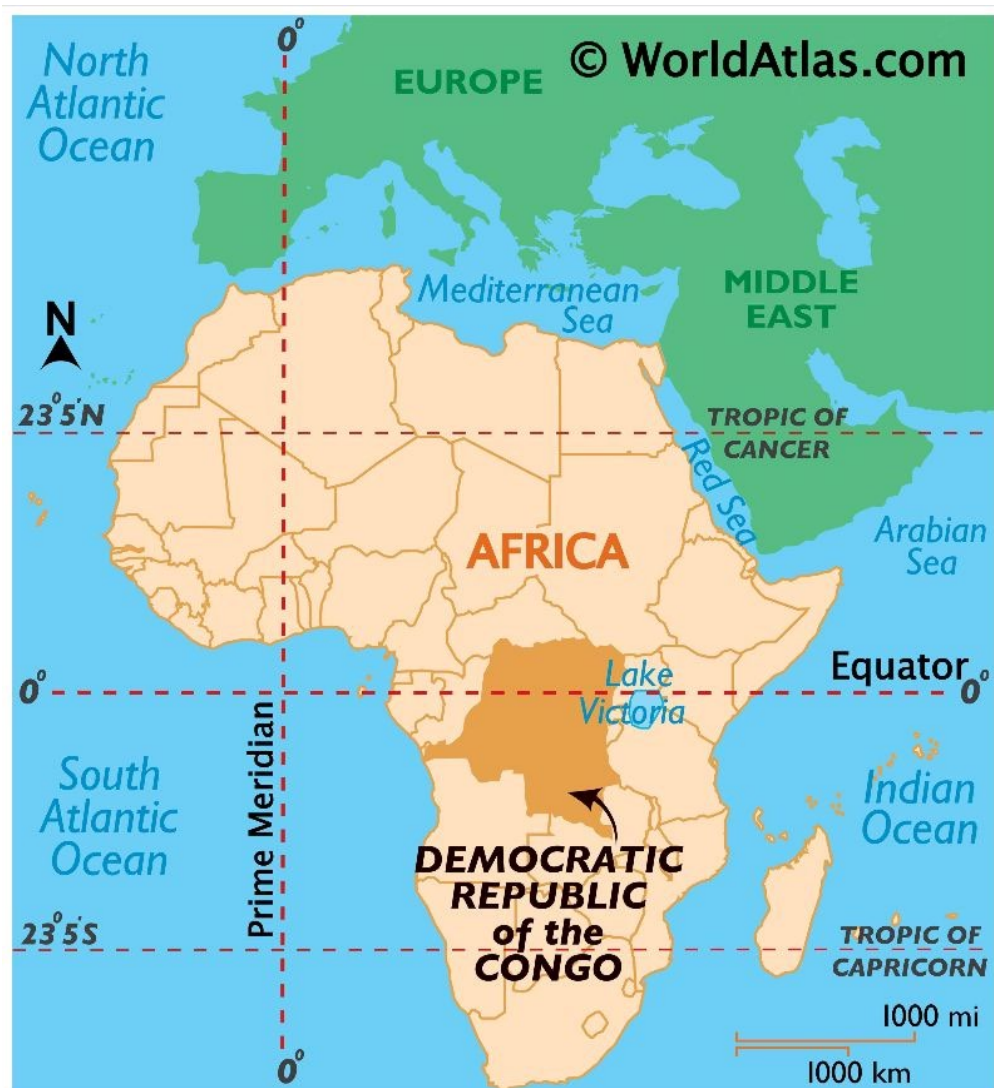 0°
© WorldAtlas.com
North
Atlantic
Ocean
EUROPE
Mediterranean
Sea
MIDDLE
EAST
N
23°5'N
TROPIC OF
CANCER
Red Sea
Arabian
Sea
AFRICA
Equator
0°
0°
Lake
Victoria
Prime Meridian
South
Atlantic
Ocean
Indian
Ocean
DEMOCRATIC
REPUBLIC
of the
CONGO
23°5'S
TROPIC OF
CAPRICORN
1000 mi
1000 km
0°